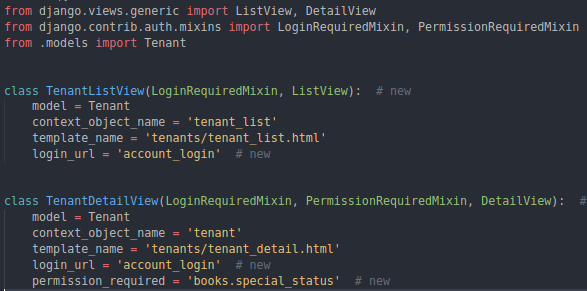 from django.views.generic import ListView, DetailView
from django.contrib.auth.mixins import LoginRequiredMixin, PermissionRequiredMixin
from .models import Tenant
class TenantListView(LoginRequiredMixin, ListView):  # new
    model = Tenant
    context_object_name = 'tenant_list'
    template_name = 'tenants/tenant_list.html'
    login_url = 'account_login'  # new
class TenantDetailView(LoginRequiredMixin, PermissionRequiredMixin, DetailView):  #
    model = Tenant
    context_object_name = 'tenant'
    template_name = 'tenants/tenant_detail.html'
    login_url = 'account_login'  # new
    permission_required = 'books.special_status'  # new